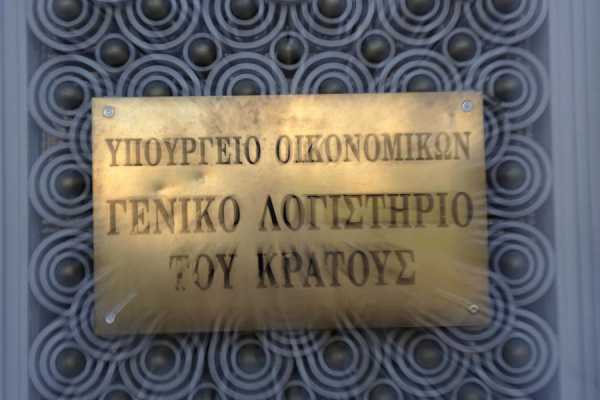 ΥΠΟΥΡΓΕΙΟ ΟΙΚΟΝΟΜΙΚΩΝ
ΓΕΝΙΚΟ ΛΟΓΙΣΤΗΡΙΟ
ΤΟΥ ΚΡΑΤΟΥΣ